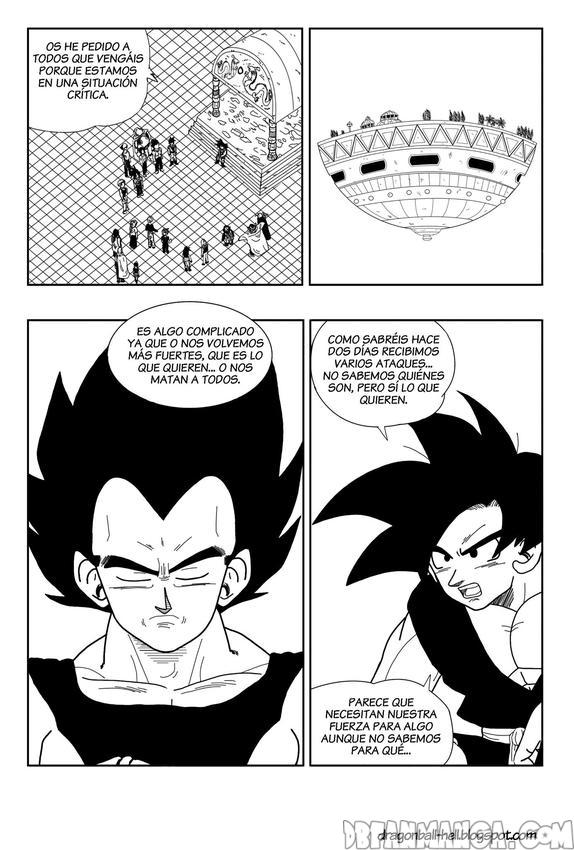 OS HE PEDIDO A
TODOS QUE VENGÁIS
PORQUE ESTAMOS
EN UNA SITUACIÓN
CRÍTICA.
COMO SABRÉIS HACE
DOS DÍAS RECIBIMOS
VARIOS ATAQUES...
NO SABEMOS QUIÉNES
SON, PERO SÍ LO QUE
QUIEREN.
PARECE QUE
NECESITAN NUESTRA
FUERZA PARA ALGO
AUNQUE NO SABEMOS
PARA QUÉ...
ES ALGO COMPLICADO
YA QUE O NOS VOLVEMOS
MÁS FUERTES, QUE ES LO
QUE QUIEREN... O NOS
MATAN A TODOS.
dragonball-hell.blogspot.com
DBFANMANGA.COM